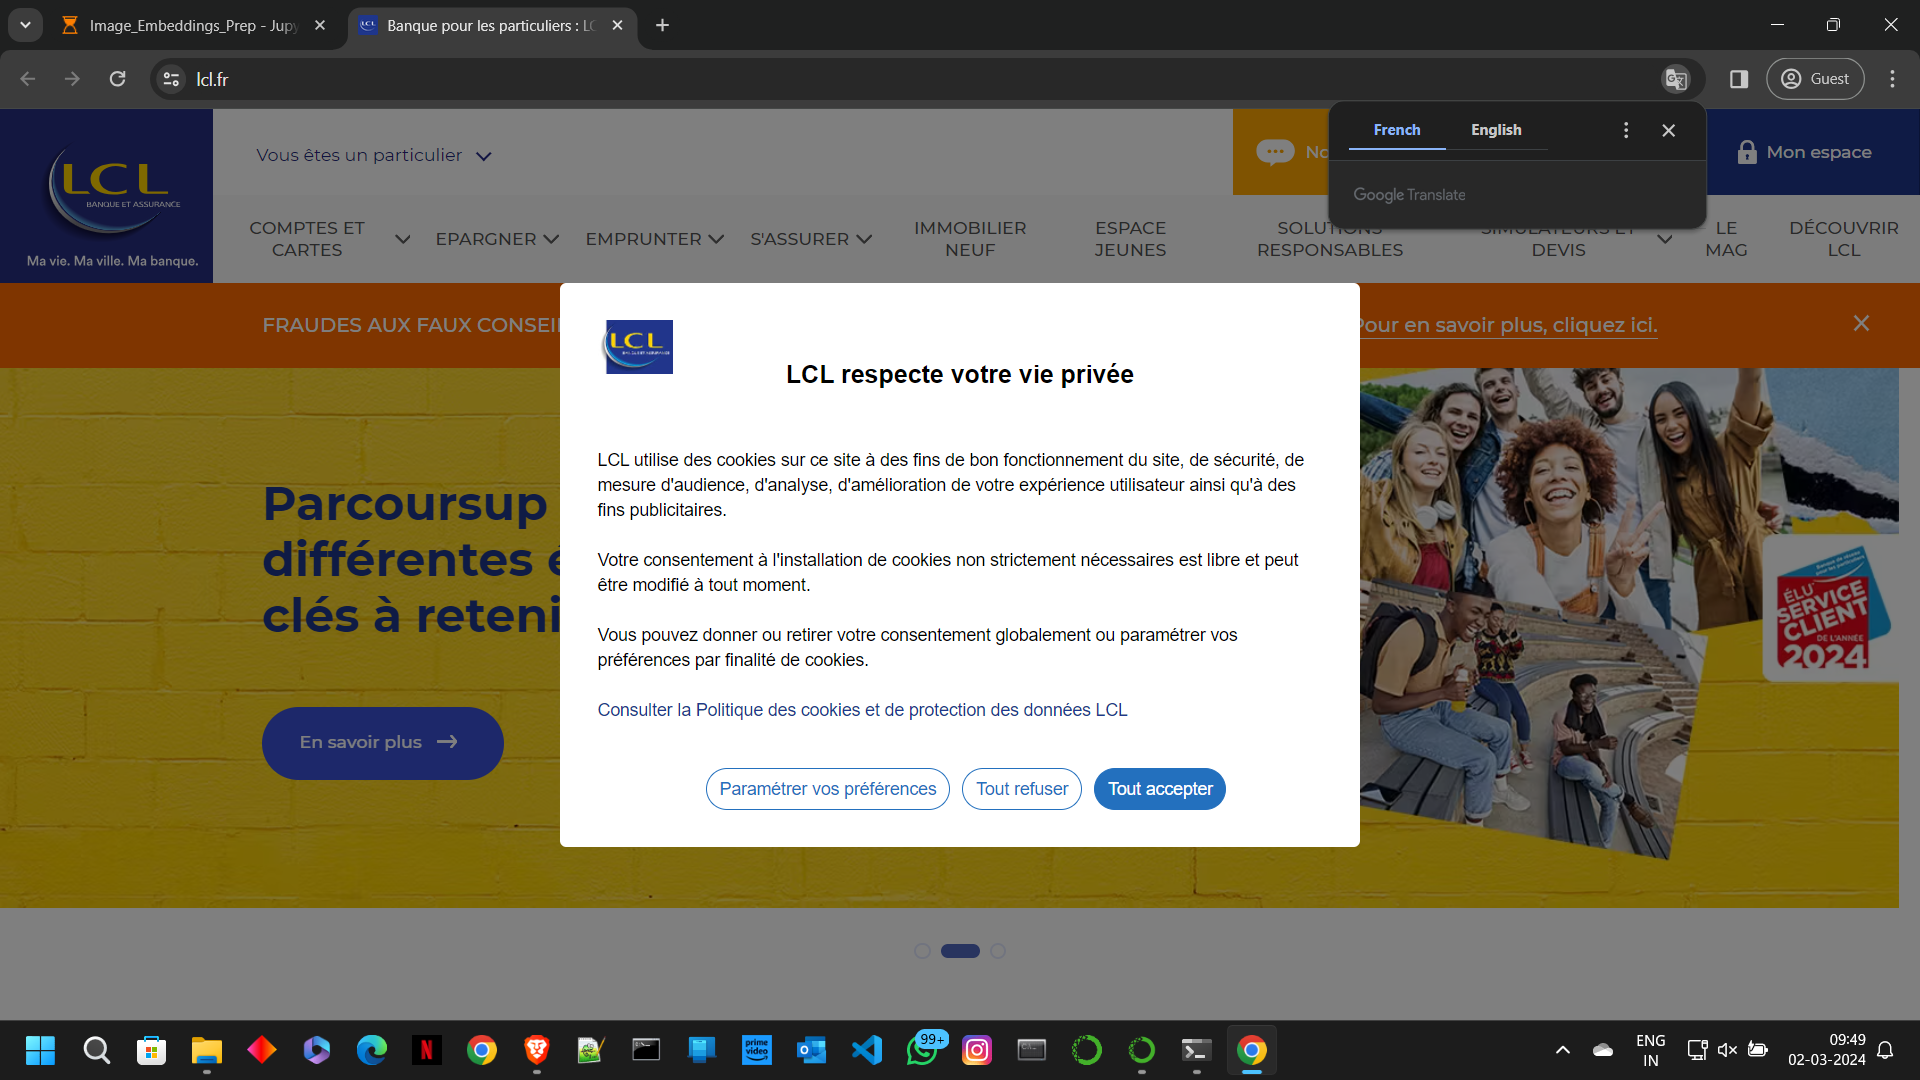 Image_Embeddings_Prep - Jupy
Banque pour les particuliers : LC
lcl.fr
Guest
French
English
Google Translate
LCL
BANQUE ET ASSURANCE
Ma vie. Ma ville. Ma banque.
Vous êtes un particulier
No
Mon espace
COMPTES ET
CARTES
EPARGNER
EMPRUNTER
S'ASSURER
IMMOBILIER
NEUF
ESPACE
JEUNES
SOLUTIONS
RESPONSABLES
SIMULATEURS ET
DEVIS
LE
MAG
DÉCOUVRIR
LCL
FRAUDES AUX FAUX CONSEI
Pour en savoir plus, cliquez ici.
LCL
BANQUE ET ASSURANCE
LCL respecte votre vie privée
LCL utilise des cookies sur ce site à des fins de bon fonctionnement du site, de sécurité, de
mesure d'audience, d'analyse, d'amélioration de votre expérience utilisateur ainsi qu'à des
fins publicitaires.
Votre consentement à l'installation de cookies non strictement nécessaires est libre et peut
être modifié à tout moment.
Vous pouvez donner ou retirer votre consentement globalement ou paramétrer vos
préférences par finalité de cookies.
Consulter la Politique des cookies et de protection des données LCL
Paramétrer vos préférences
Tout refuser
Tout accepter
Parcoursup
différentes é
clés à reteni
En savoir plus
ÉLU
SERVICE
CLIENT
DE L'ANNÉE
2024
prime
video
99+
ENG
IN
09:49
02-03-2024